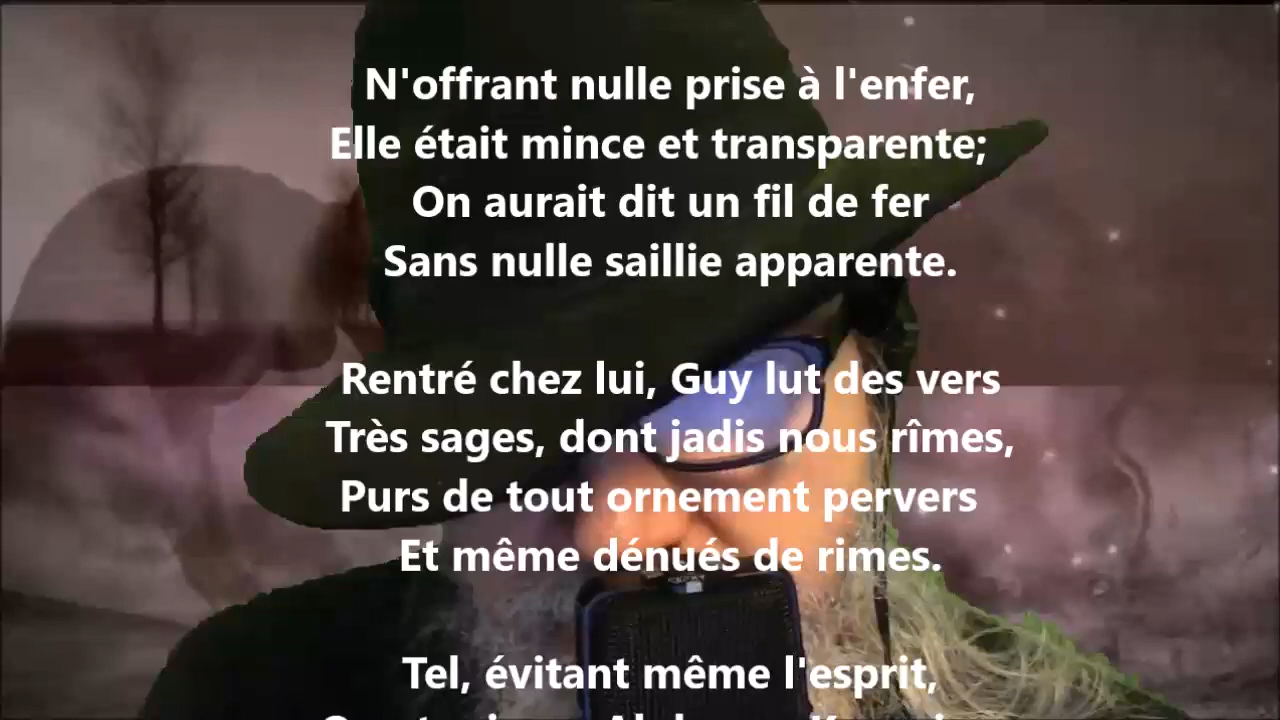 N'offrant nulle prise à l'enfer,
Elle était mince et transparente;
On aurait dit un fil de fer
Sans nulle saillie apparente.
Rentré chez lui, Guy lut des vers
Très sages, dont jadis nous rîmes,
Purs de tout ornement pervers
Et même dénués de rimes.
Tel, évitant même l'esprit,